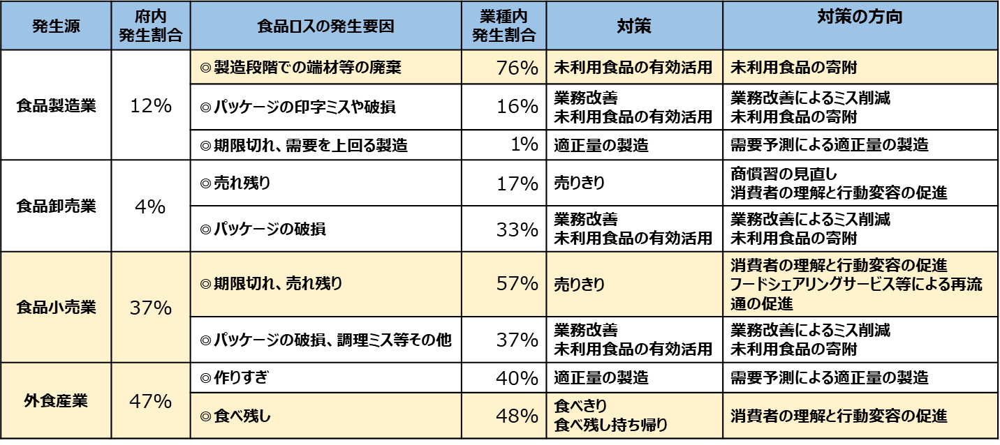 発生源
府内
発生割合
食品ロスの発生要因
業種内
発生割合
対策
対策の方向
食品製造業
12%
◎製造段階での端材等の廃棄
76%
未利用食品の有効活用
未利用食品の寄附
◎パッケージの印字ミスや破損
16%
業務改善
未利用食品の有効活用
業務改善によるミス削減
未利用食品の寄附
◎期限切れ、需要を上回る製造
1%
適正量の製造
需要予測による適正量の製造
食品卸売業
4%
◎売れ残り
17%
売りきり
商慣習の見直し
消費者の理解と行動変容の促進
◎パッケージの破損
33%
業務改善
未利用食品の有効活用
業務改善によるミス削減
未利用食品の寄附
食品小売業
37%
◎期限切れ、売れ残り
57%
売りきり
消費者の理解と行動変容の促進
フードシェアリングサービス等による再流
通の促進
◎パッケージの破損、調理ミス等その他
37%
業務改善
未利用食品の有効活用
業務改善によるミス削減
未利用食品の寄附
外食産業
47%
◎作りすぎ
40%
適正量の製造
需要予測による適正量の製造
◎食べ残し
48%
食べきり
食べ残し持ち帰り
消費者の理解と行動変容の促進